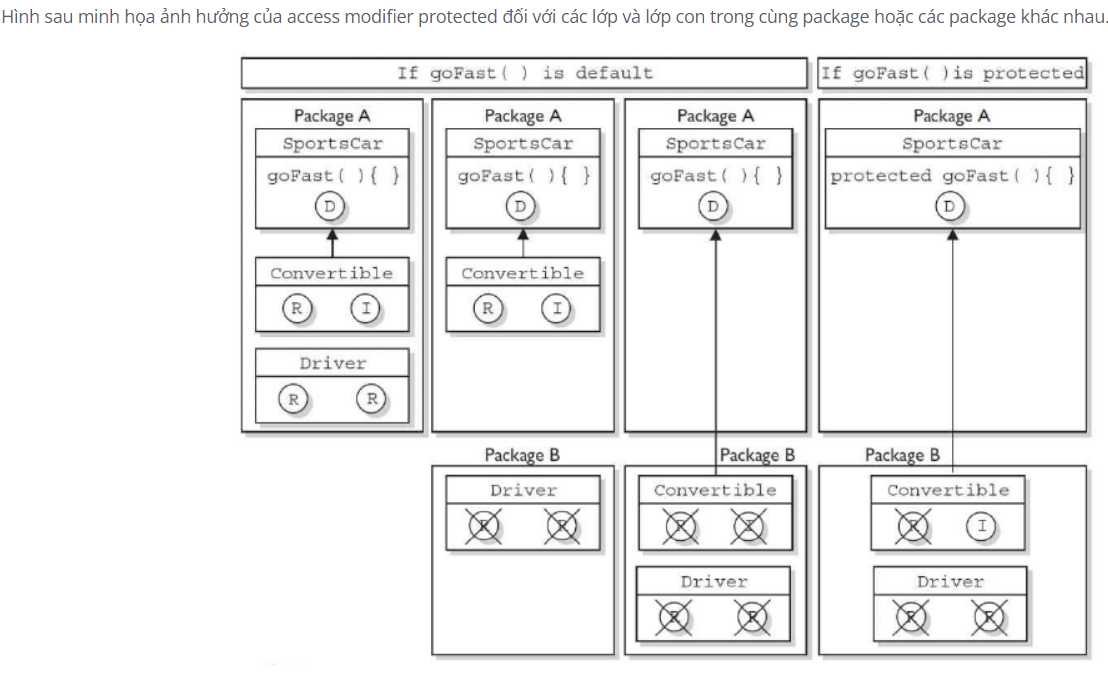 Hình sau minh họa ảnh hưởng của access modifier protected đối với các lớp và lớp con trong cùng package hoặc các package khác nhau.
If goFast( ) is default
If goFast( )is protected
Package A
SportsCar
goFast( ){ }
D
Convertible
R I
Driver
R R
Package A
SportsCar
goFast( ){ }
D
Convertible
R I
Package B
Driver
R R
Package A
SportsCar
goFast( ){ }
D
Package B
Convertible
R I
Driver
R R
Package A
SportsCar
protected goFast( ){ }
D
Package B
Convertible
R I
Driver
R R